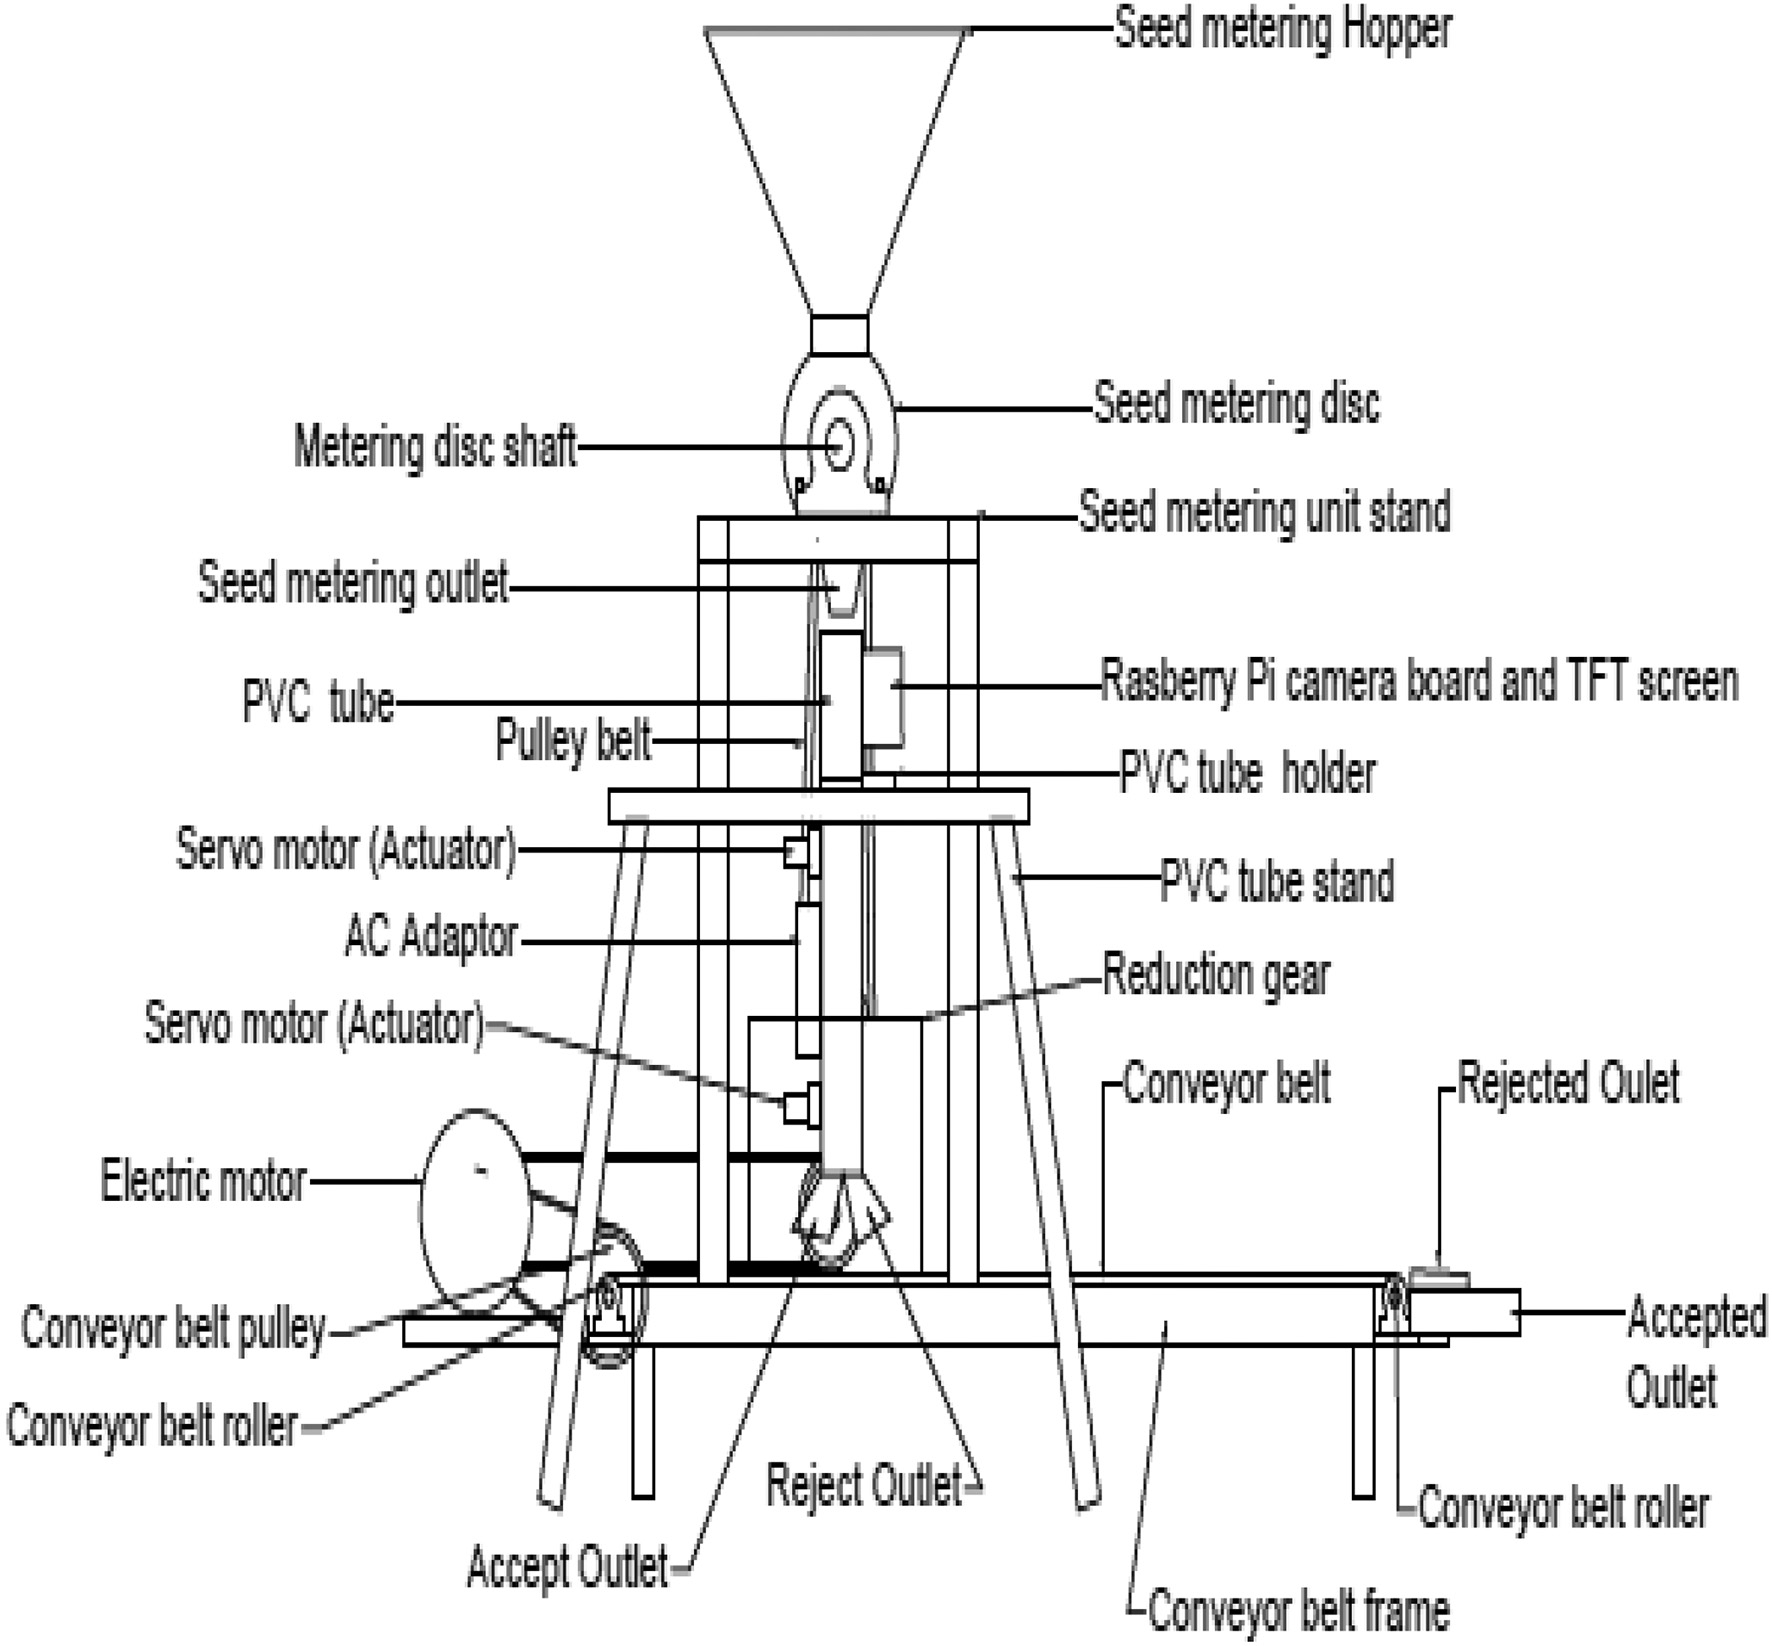 Seed metering Hopper
Seed metering disc
Metering disc shaft
Seed metering unit stand
Seed metering outlet
Rasberry Pi camera board and TFT screen
PVC tube
Pulley belt
PVC tube holder
Servo motor (Actuator)
PVC tube stand
AC Adaptor
Reduction gear
Servo motor (Actuator)
Conveyor belt
Rejected Oulet
Electric motor
Accepted
Outlet
Conveyor belt pulley
Conveyor belt roller
Reject Outlet
Conveyor belt roller
Accept Outlet
Conveyor belt frame